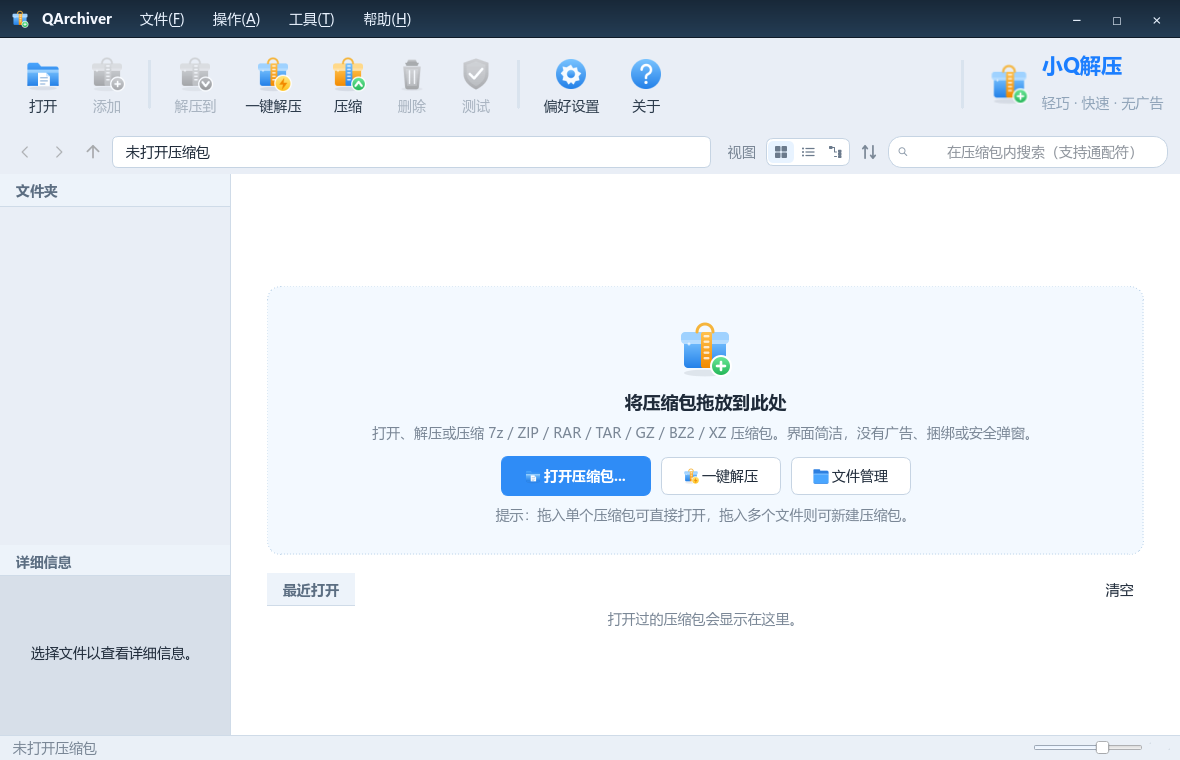 QArchiver 文件(F) 操作(A) 工具(T) 帮助(H)
打开 添加 解压到 一键解压 压缩 删除 测试 偏好设置 关于
小Q解压
轻巧 · 快速 · 无广告
未打开压缩包 视图 在压缩包内搜索（支持通配符）
文件夹
将压缩包拖放到此处
打开、解压或压缩 7z / ZIP / RAR / TAR / GZ / BZ2 / XZ 压缩包。界面简洁，没有广告、捆绑或安全弹窗。
打开压缩包... 一键解压 文件管理
提示：拖入单个压缩包可直接打开，拖入多个文件则可新建压缩包。
详细信息
最近打开 清空
打开过的压缩包会显示在这里。
选择文件以查看详细信息。
未打开压缩包